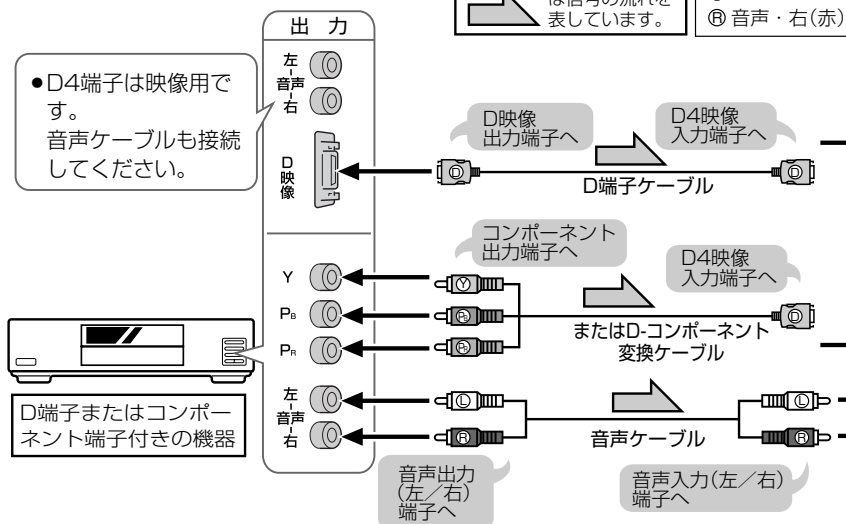 は信号の流れを
表しています。
Ⓡ 音声・右(赤)
出 力
左-音声-右
D映像
Y
PB
PR
左-音声-右
●D4端子は映像用で
す。
音声ケーブルも接続
してください。
D端子またはコンポー
ネント端子付きの機器
D映像
出力端子へ
D4映像
入力端子へ
D
D
D端子ケーブル
コンポーネント
出力端子へ
D4映像
入力端子へ
Y
PB
PR
D
またはD-コンポーネント
変換ケーブル
L
R
L
R
音声ケーブル
音声出力
(左/右)
端子へ
音声入力(左/右)
端子へ